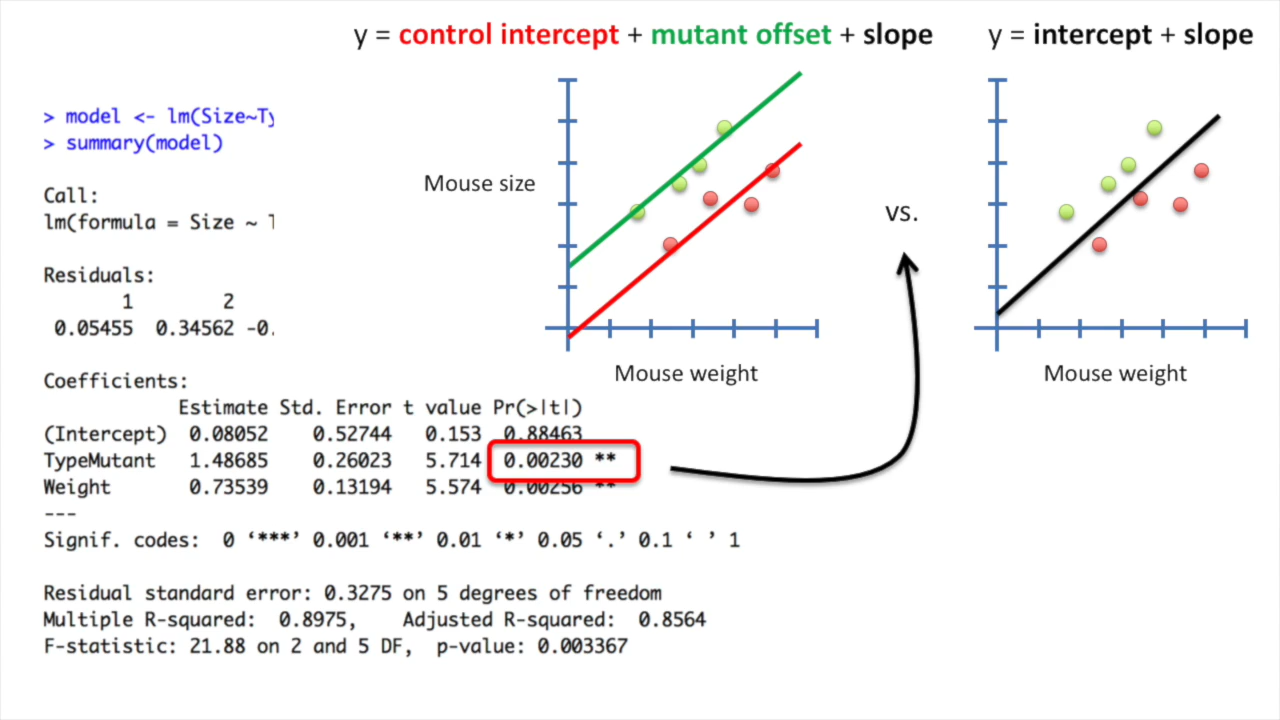 y = control intercept + mutant offset + slope
y = intercept + slope
> model <- lm(Size~Ty
> summary(model)
Call:
lm(formula = Size ~ T
Residuals:
1 2
0.05455 0.34562 -0.
Mouse size
vs.
Mouse weight
Mouse weight
Coefficients:
Estimate Std. Error t value Pr(>|t|)
(Intercept) 0.08052 0.52744 0.153 0.88463
TypeMutant 1.48685 0.26023 5.714 0.00230 **
Weight 0.73539 0.13194 5.574 0.00256 **
---
Signif. codes: 0 ‘***’ 0.001 ‘**’ 0.01 ‘*’ 0.05 ‘.’ 0.1 ‘ ’ 1
Residual standard error: 0.3275 on 5 degrees of freedom
Multiple R-squared: 0.8975, Adjusted R-squared: 0.8564
F-statistic: 21.88 on 2 and 5 DF, p-value: 0.003367